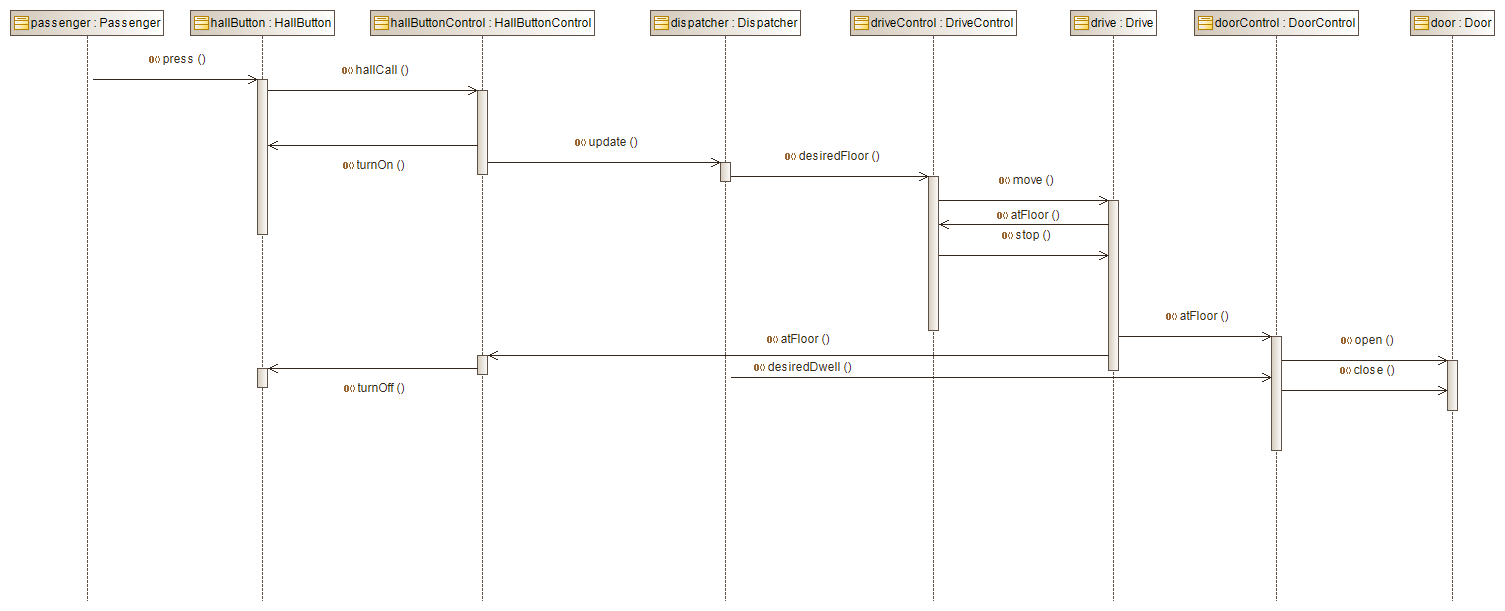 passenger : Passenger
hallButton : HallButton
hallButtonControl : HallButtonControl
dispatcher : Dispatcher
driveControl : DriveControl
drive : Drive
doorControl : DoorControl
door : Door
press ()
hallCall ()
turnOn ()
update ()
desiredFloor ()
move ()
atFloor ()
stop ()
atFloor ()
atFloor ()
open ()
desiredDwell ()
close ()
turnOff ()